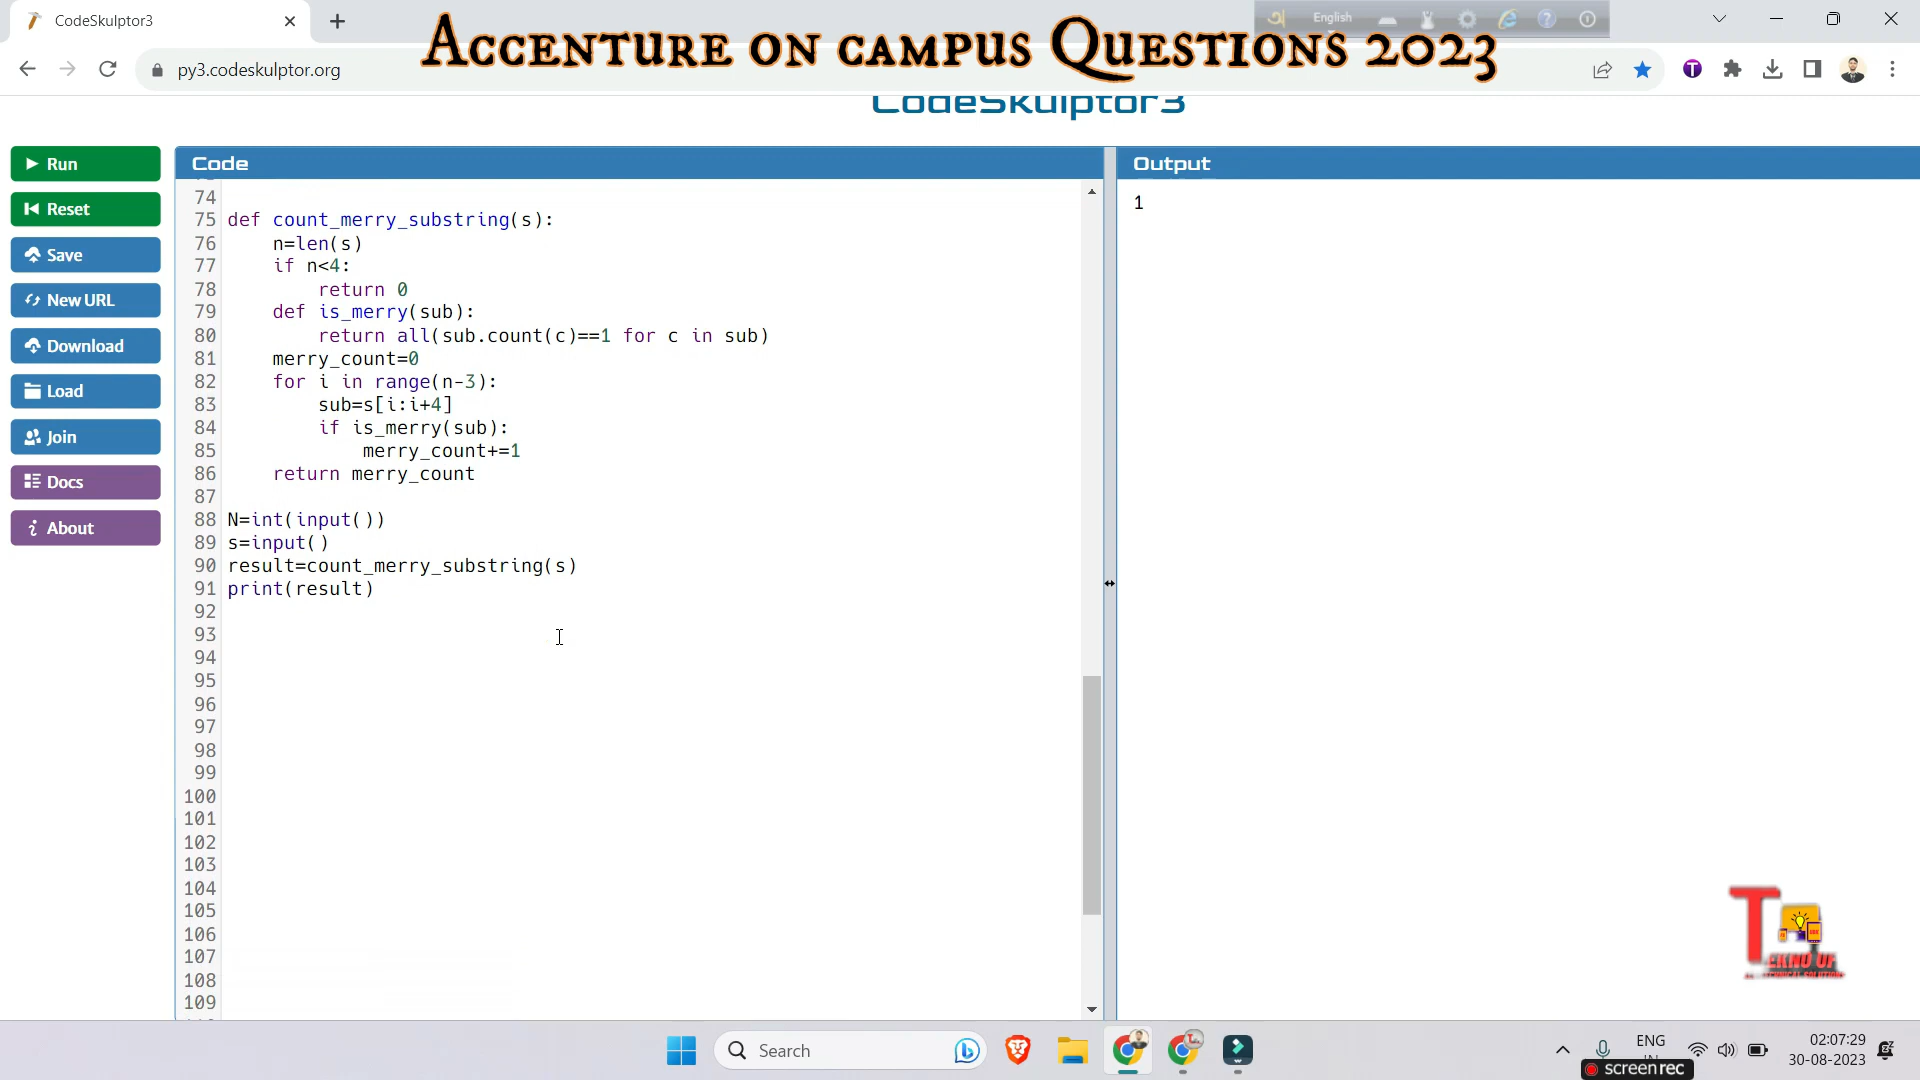 CodeSkulptor3
English
ACCENTURE ON CAMPUS QUESTIONS 2023
py3.codeskulptor.org
CodeSkulptor3
Run
Reset
Save
New URL
Download
Load
Join
Docs
About
Code
74
75 def count_merry_substring(s):
76     n=len(s)
77     if n<4:
78         return 0
79     def is_merry(sub):
80         return all(sub.count(c)==1 for c in sub)
81     merry_count=0
82     for i in range(n-3):
83         sub=s[i:i+4]
84         if is_merry(sub):
85             merry_count+=1
86     return merry_count
87
88 N=int(input())
89 s=input()
90 result=count_merry_substring(s)
91 print(result)
92
93
94
95
96
97
98
99
100
101
102
103
104
105
106
107
108
109
Output
1
TEKNO UF
Search
ENG
IN
02:07:29
30-08-2023
screenrec